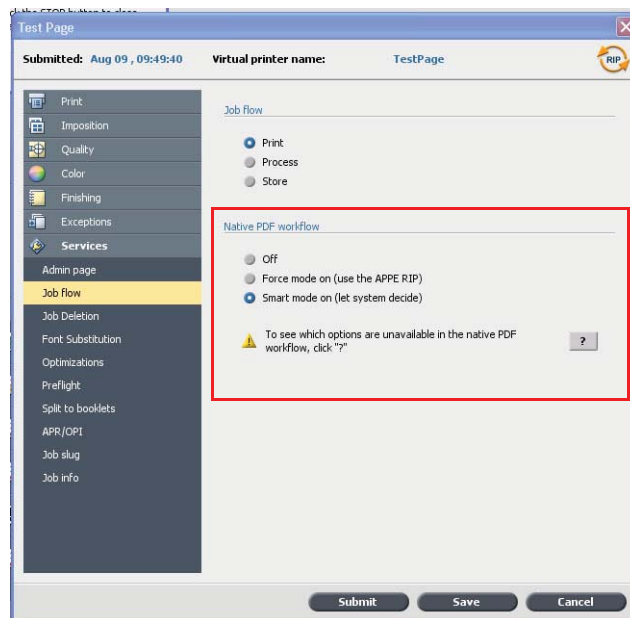 Test Page
Submitted: Aug 09 , 09:49:40 Virtual printer name: TestPage RIP
Print
Imposition
Quality
Color
Finishing
Exceptions
Services
Admin page
Job flow
Job Deletion
Font Substitution
Optimizations
Preflight
Split to booklets
APR/OPI
Job slug
Job info
Job flow
Print
Process
Store
Native PDF workflow
Off
Force mode on (use the APPE RIP)
Smart mode on (let system decide)
To see which options are unavailable in the native PDF
workflow, click "?"
?
Submit Save Cancel